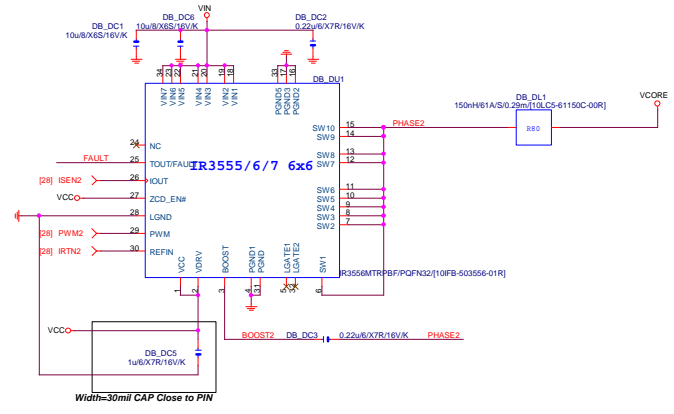 VIN
DB_DC1
10u/8/X6S/16V/K
DB_DC6
10u/8/X6S/16V/K
DB_DC2
0.22u/6/X7R/16V/K
34
23
22
21
20
19
18
33
17
16
VIN7
VIN6
VIN5
VIN4
VIN3
VIN2
VIN1
PGND5
PGND3
PGND2
DB_DU1
DB_DL1
150nH/61A/S/0.29m/[10LC5-61150C-00R]
VCORE
R80
PHASE2
24
NC
SW10
15
SW9
14
FAULT
25
TOUT/FAULT
IR3555/6/7 6x6
SW8
13
SW7
12
[28] ISEN2
26
IOUT
VCC
27
ZCD_EN#
SW6
11
SW5
10
SW4
9
28
LGND
SW3
8
SW2
7
[28] PWM2
29
PWM
[28] IRTN2
30
REFIN
VCC
VDRV
BOOST
PGND1
PGND
LGATE1
LGATE2
SW1
IR3556MTRPBF/PQFN32/[10IFB-503556-01R]
1
2
3
4
31
5
32
6
VCC
BOOST2
DB_DC3
0.22u/6/X7R/16V/K
PHASE2
DB_DC5
1u/6/X7R/16V/K
Width=30mil CAP Close to PIN